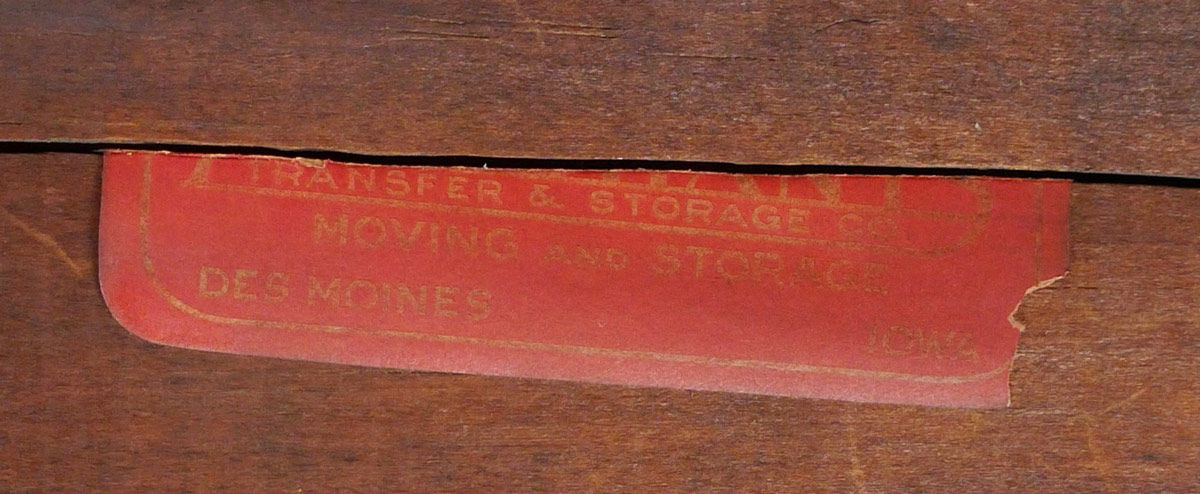 TRANSFER & STORAGE CO.
MOVING AND STORAGE
DES MOINES IOWA